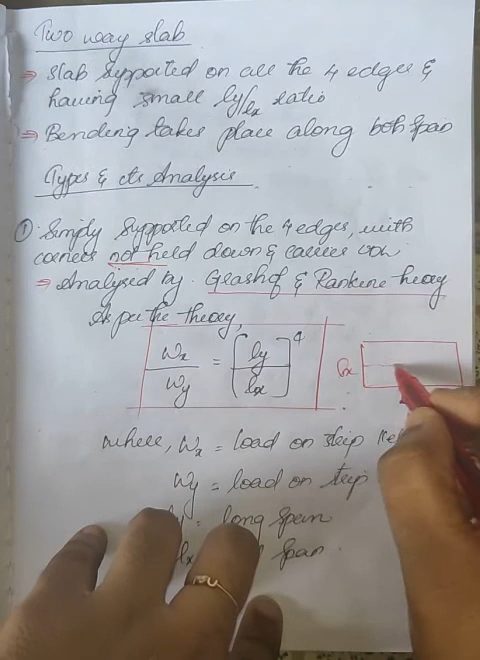 Two way slab
⇒ Slab supported on all the 4 edges &
having small ly/lx ratio
⇒ Bending takes place along both span
Types & its Analysis
① Simply supported on the 4 edges, with
corners not held down & carries UDL
⇒ Analysed by Grashof & Rankine theory
As per the theory,
Wx/Wy = [ly/lx]^4
lx
where, Wx = load on strip
Wy = load on strip
= long span
span